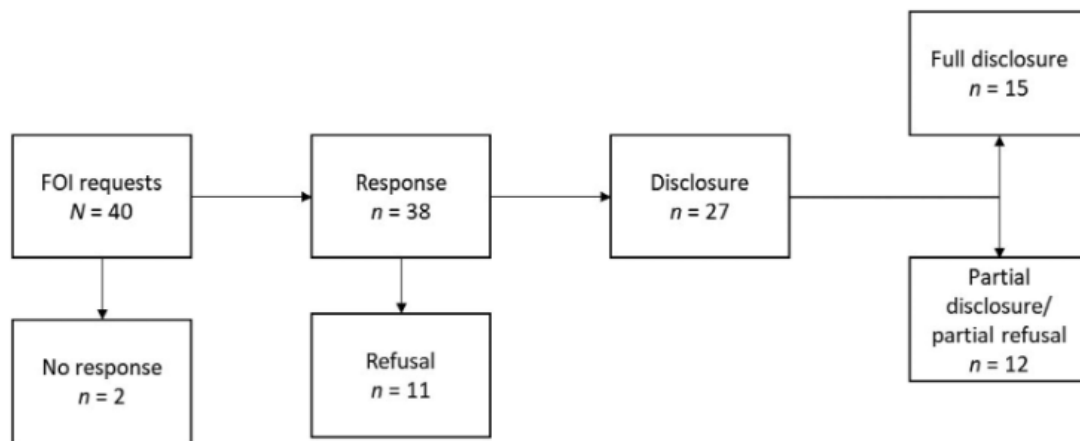 FOI requests
N = 40
No response
n = 2
Response
n = 38
Refusal
n = 11
Disclosure
n = 27
Full disclosure
n = 15
Partial
disclosure/
partial refusal
n = 12